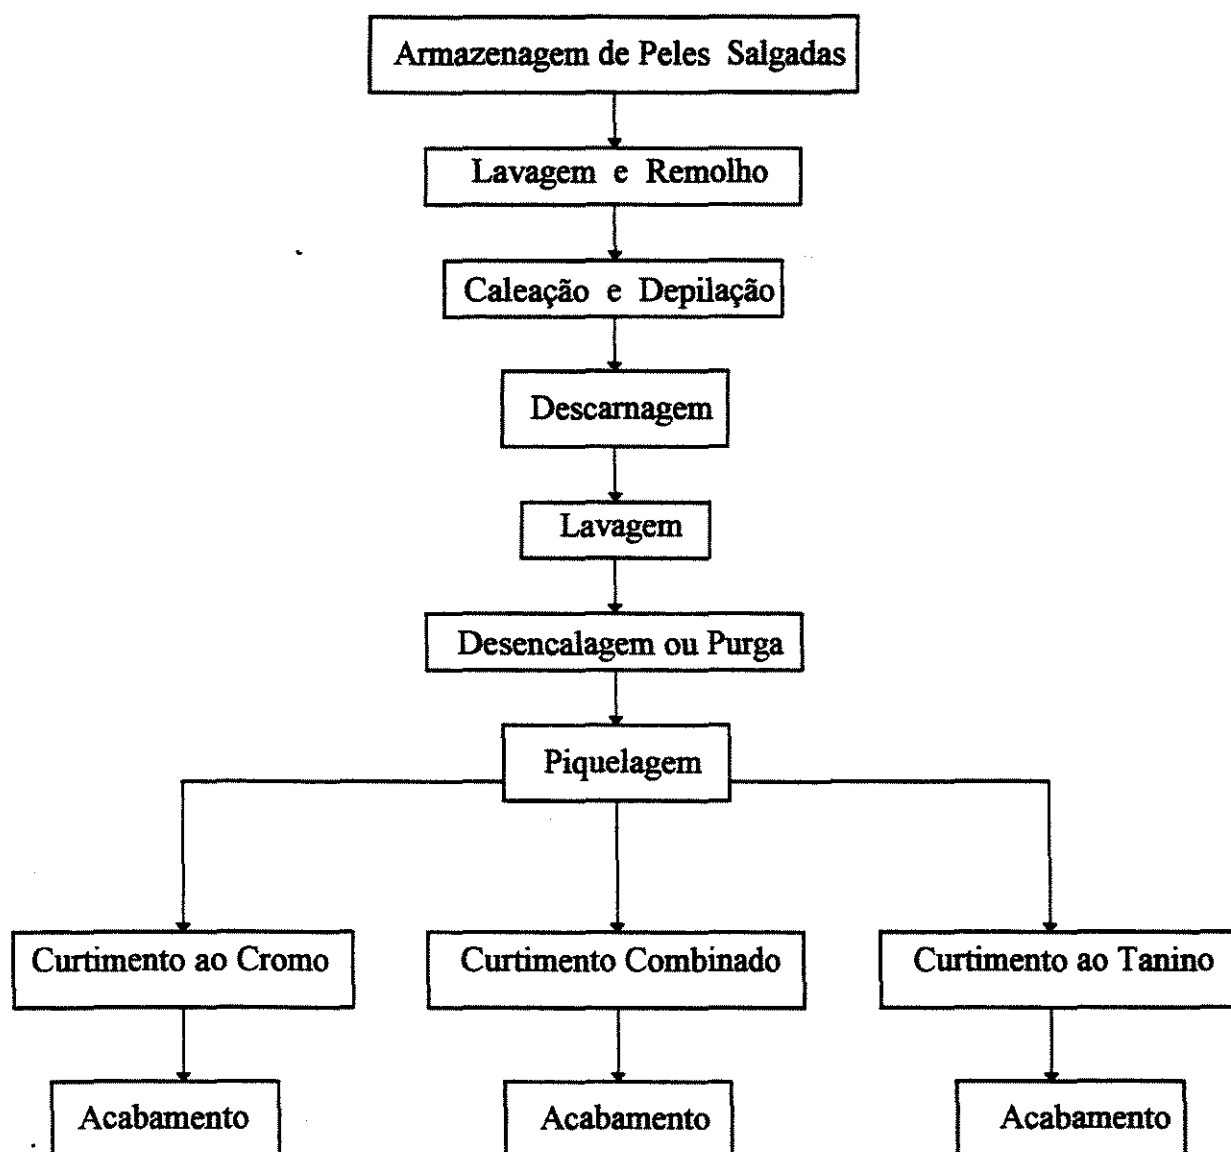 Armazenagem de Peles Salgadas
Lavagem e Remolho
Caleação e Depilação
Descarnagem
Lavagem
Desencalagem ou Purga
Piquelagem
Curtimento ao Cromo
Curtimento Combinado
Curtimento ao Tanino
Acabamento
Acabamento
Acabamento